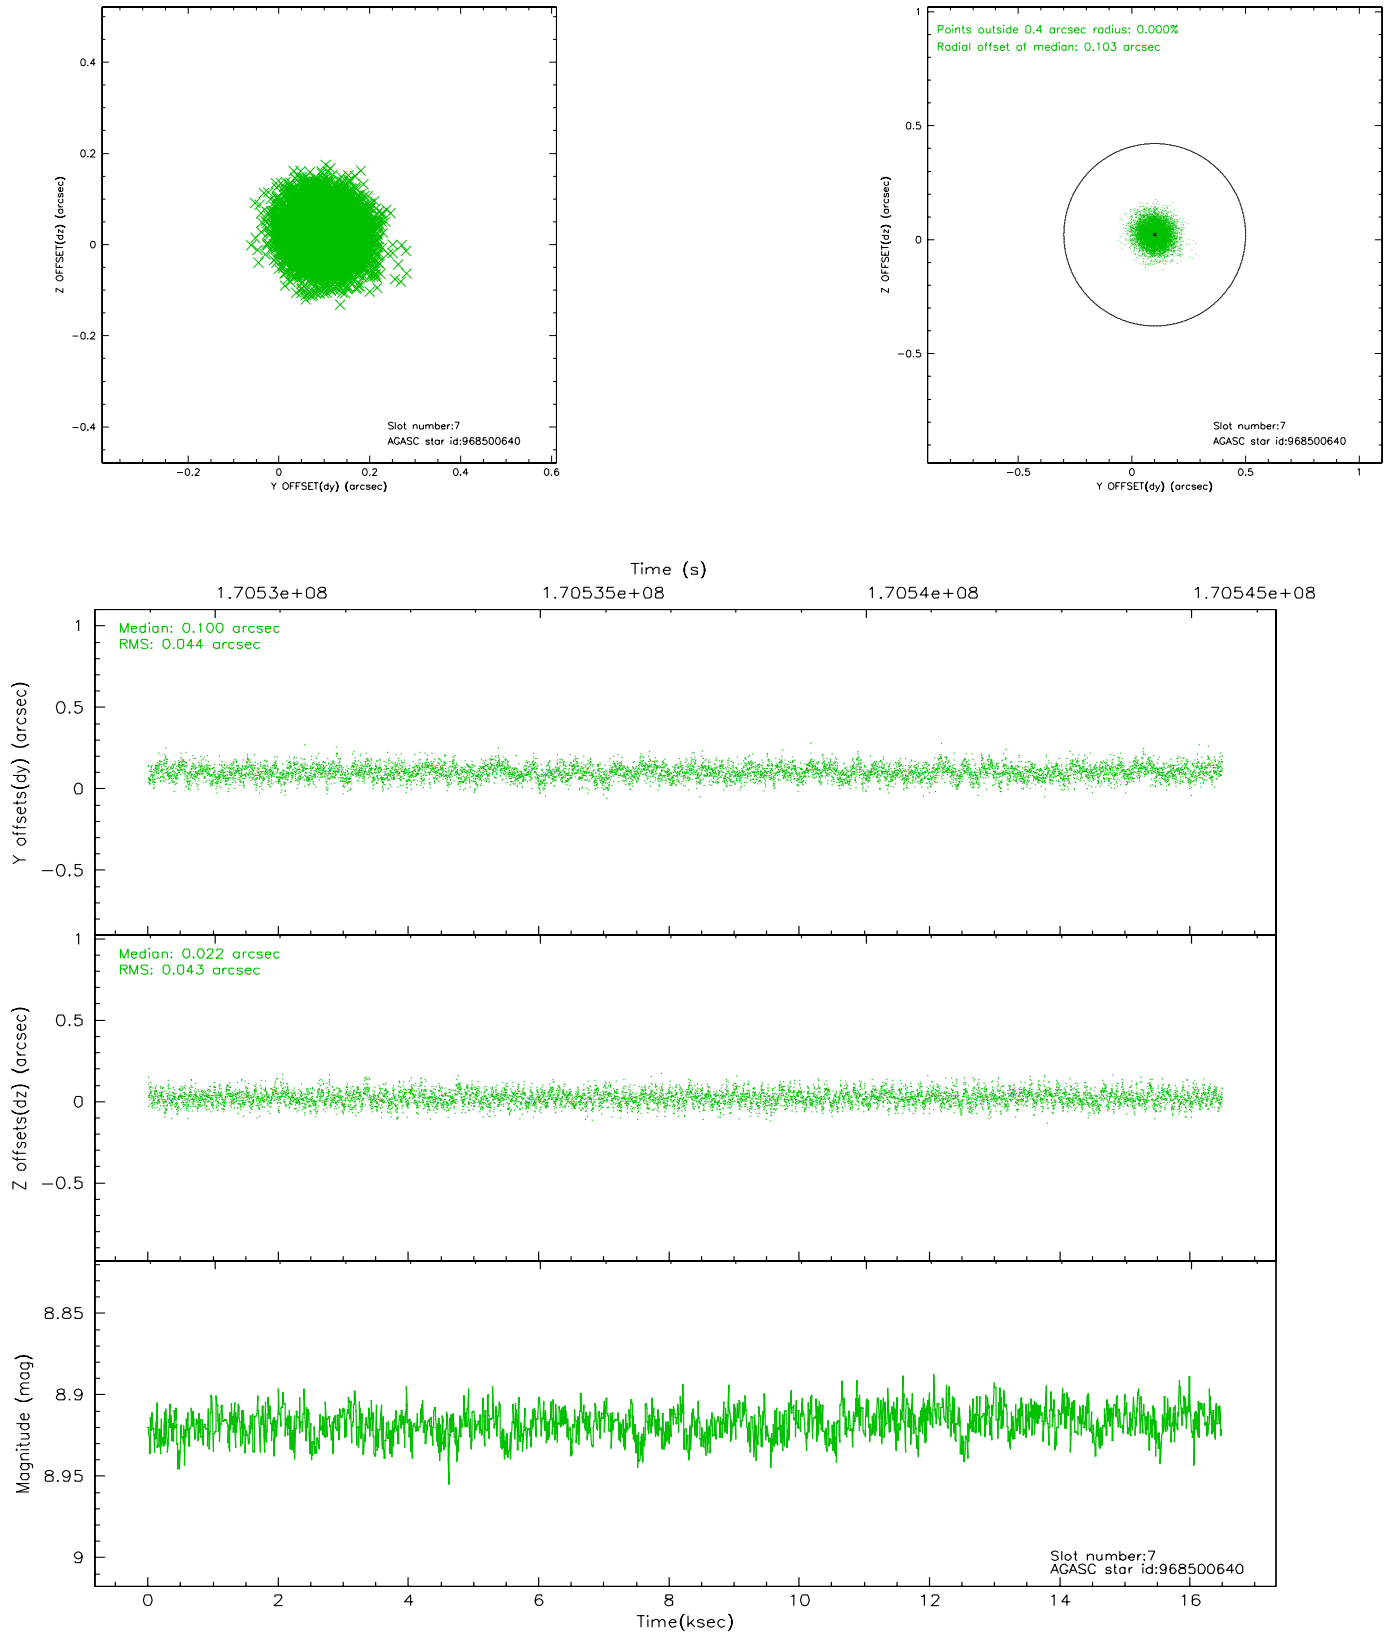 0.4
0.2
0
−0.2
−0.4
Z OFFSET(dz) (arcsec)
Slot number:7
AGASC star id:968500640
−0.2 0 0.2 0.4 0.6
Y OFFSET(dy) (arcsec)
Points outside 0.4 arcsec radius: 0.000%
Radial offset of median: 0.103 arcsec
1
0.5
0
−0.5
Z OFFSET(dz) (arcsec)
Slot number:7
AGASC star id:968500640
−0.5 0 0.5 1
Y OFFSET(dy) (arcsec)
Time (s)
1.7053e+08 1.70535e+08 1.7054e+08 1.70545e+08
Median: 0.100 arcsec
RMS: 0.044 arcsec
1
0.5
0
−0.5
Y offsets(dy) (arcsec)
Median: 0.022 arcsec
RMS: 0.043 arcsec
1
0.5
0
−0.5
Z offsets(dz) (arcsec)
8.85
8.9
8.95
9
Magnitude (mag)
Slot number:7
AGASC star id:968500640
0 2 4 6 8 10 12 14 16
Time(ksec)